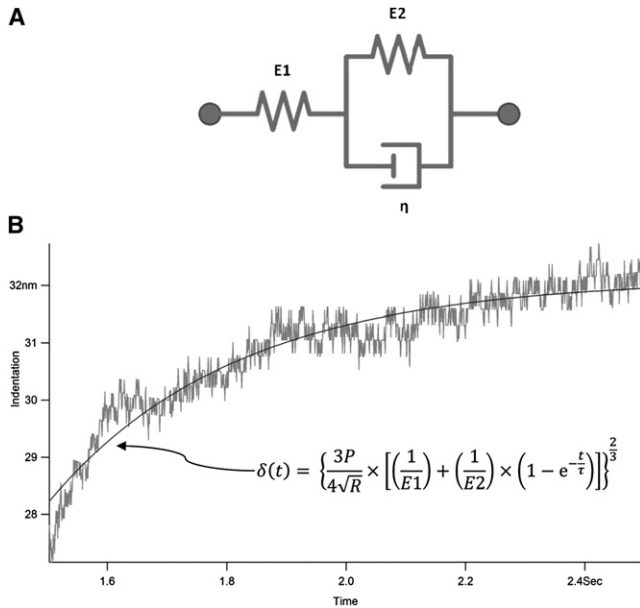 A
E1
E2
η
B
32nm
31
30
29
28
Indentation
δ(t) = {3P/4√R × [(1/E1) + (1/E2) × (1 − e^(−t/τ))]}^(2/3)
1.6
1.8
2.0
2.2
2.4Sec
Time